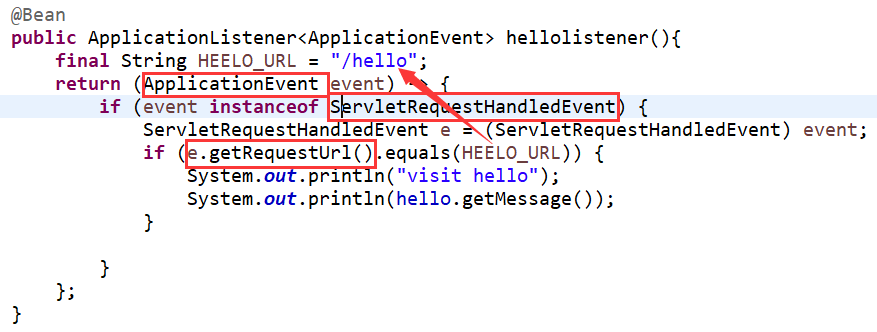 @Bean
public ApplicationListener<ApplicationEvent> hellolistener(){
    final String HEELO_URL = "/hello";
    return (ApplicationEvent event) -> {
        if (event instanceof ServletRequestHandledEvent) {
            ServletRequestHandledEvent e = (ServletRequestHandledEvent) event;
            if (e.getRequestUrl().equals(HEELO_URL)) {
                System.out.println("visit hello");
                System.out.println(hello.getMessage());
            }
        }
    };
}